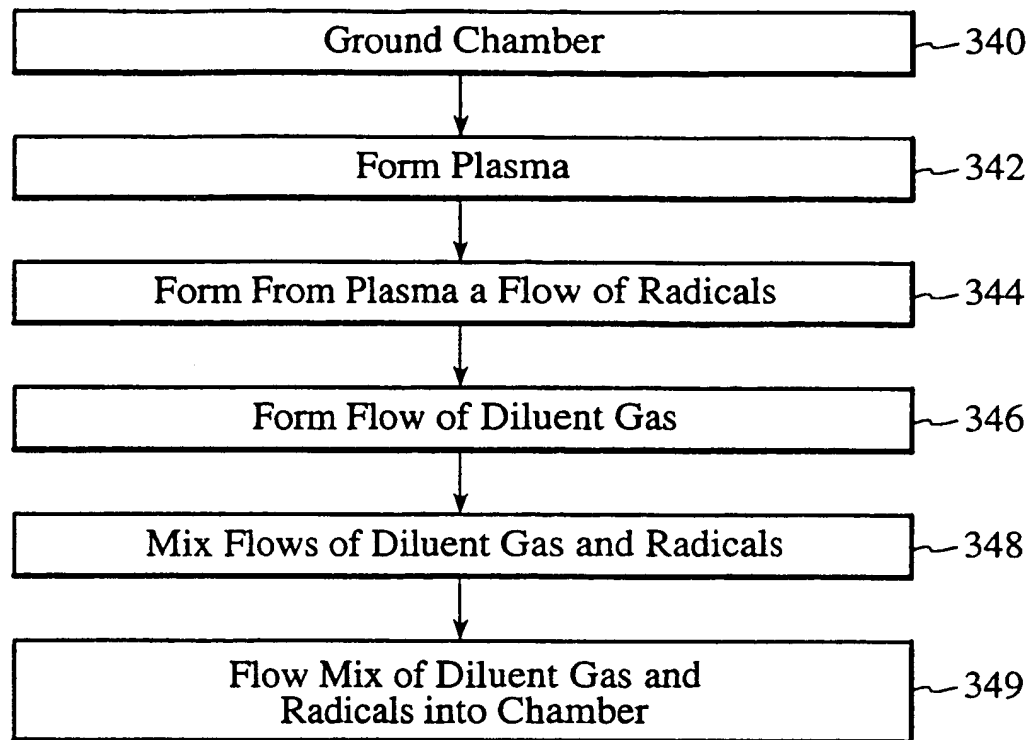 Ground Chamber 340
Form Plasma 342
Form From Plasma a Flow of Radicals 344
Form Flow of Diluent Gas 346
Mix Flows of Diluent Gas and Radicals 348
Flow Mix of Diluent Gas and
Radicals into Chamber 349